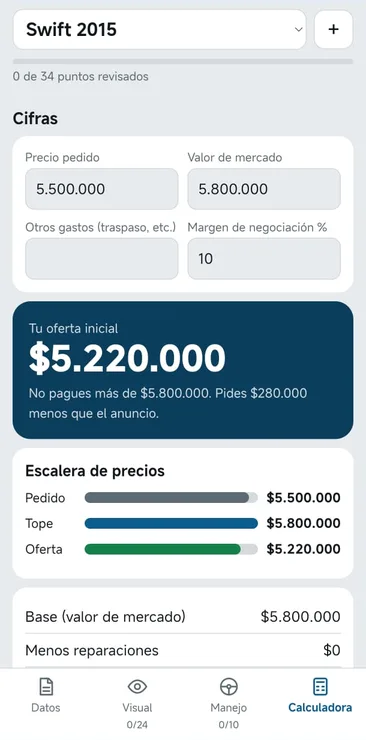 Swift 2015
+
0 de 34 puntos revisados
Cifras
Precio pedido
Valor de mercado
5.500.000
5.800.000
Otros gastos (traspaso, etc.)
Margen de negociación %
10
Tu oferta inicial
$5.220.000
No pagues más de $5.800.000. Pides $280.000
menos que el anuncio.
Escalera de precios
Pedido $5.500.000
Tope $5.800.000
Oferta $5.220.000
Base (valor de mercado) $5.800.000
Menos reparaciones $0
Datos
Visual
0/24
Manejo
0/10
Calculadora